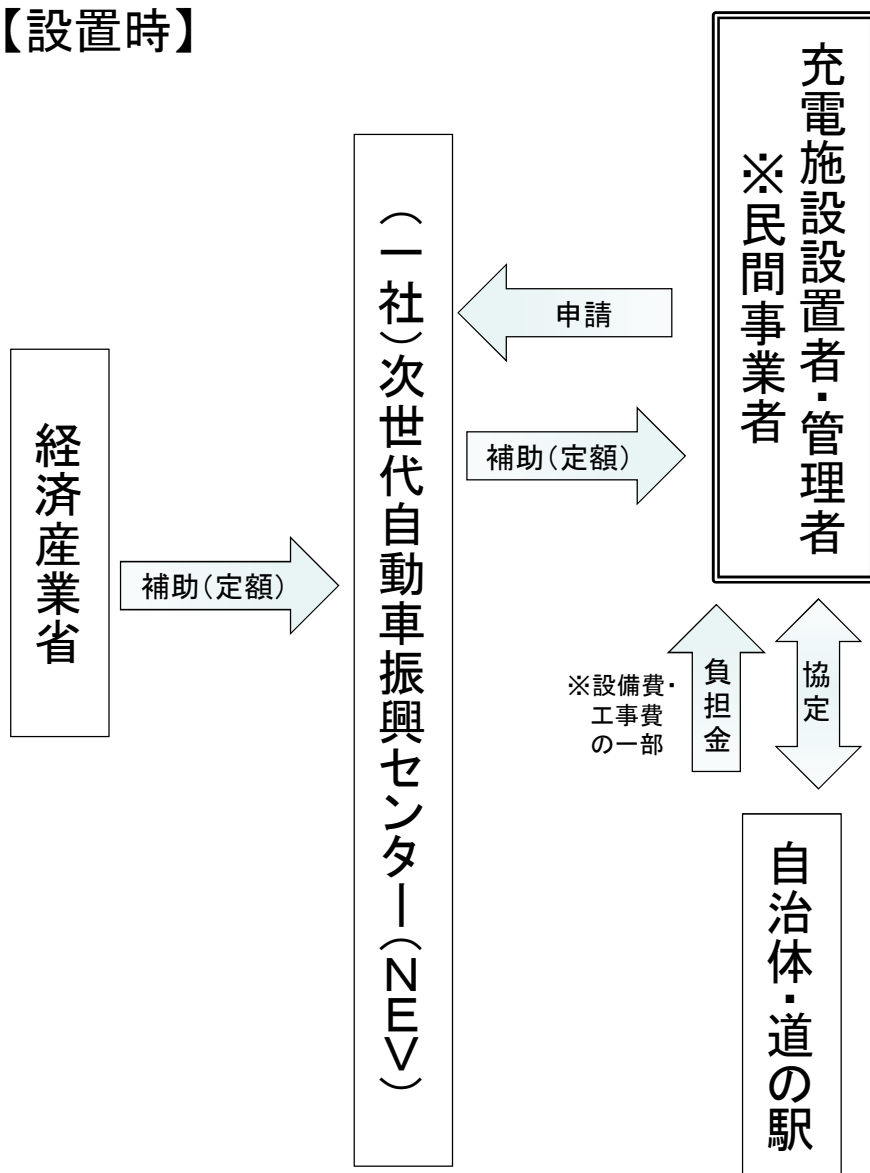 【設置時】
充電施設設置者・管理者
※民間事業者
(一社)次世代自動車振興センター(NEV)
申請
補助(定額)
経済産業省
補助(定額)
※設備費・
工事費
の一部
負担金
協定
自治体・道の駅